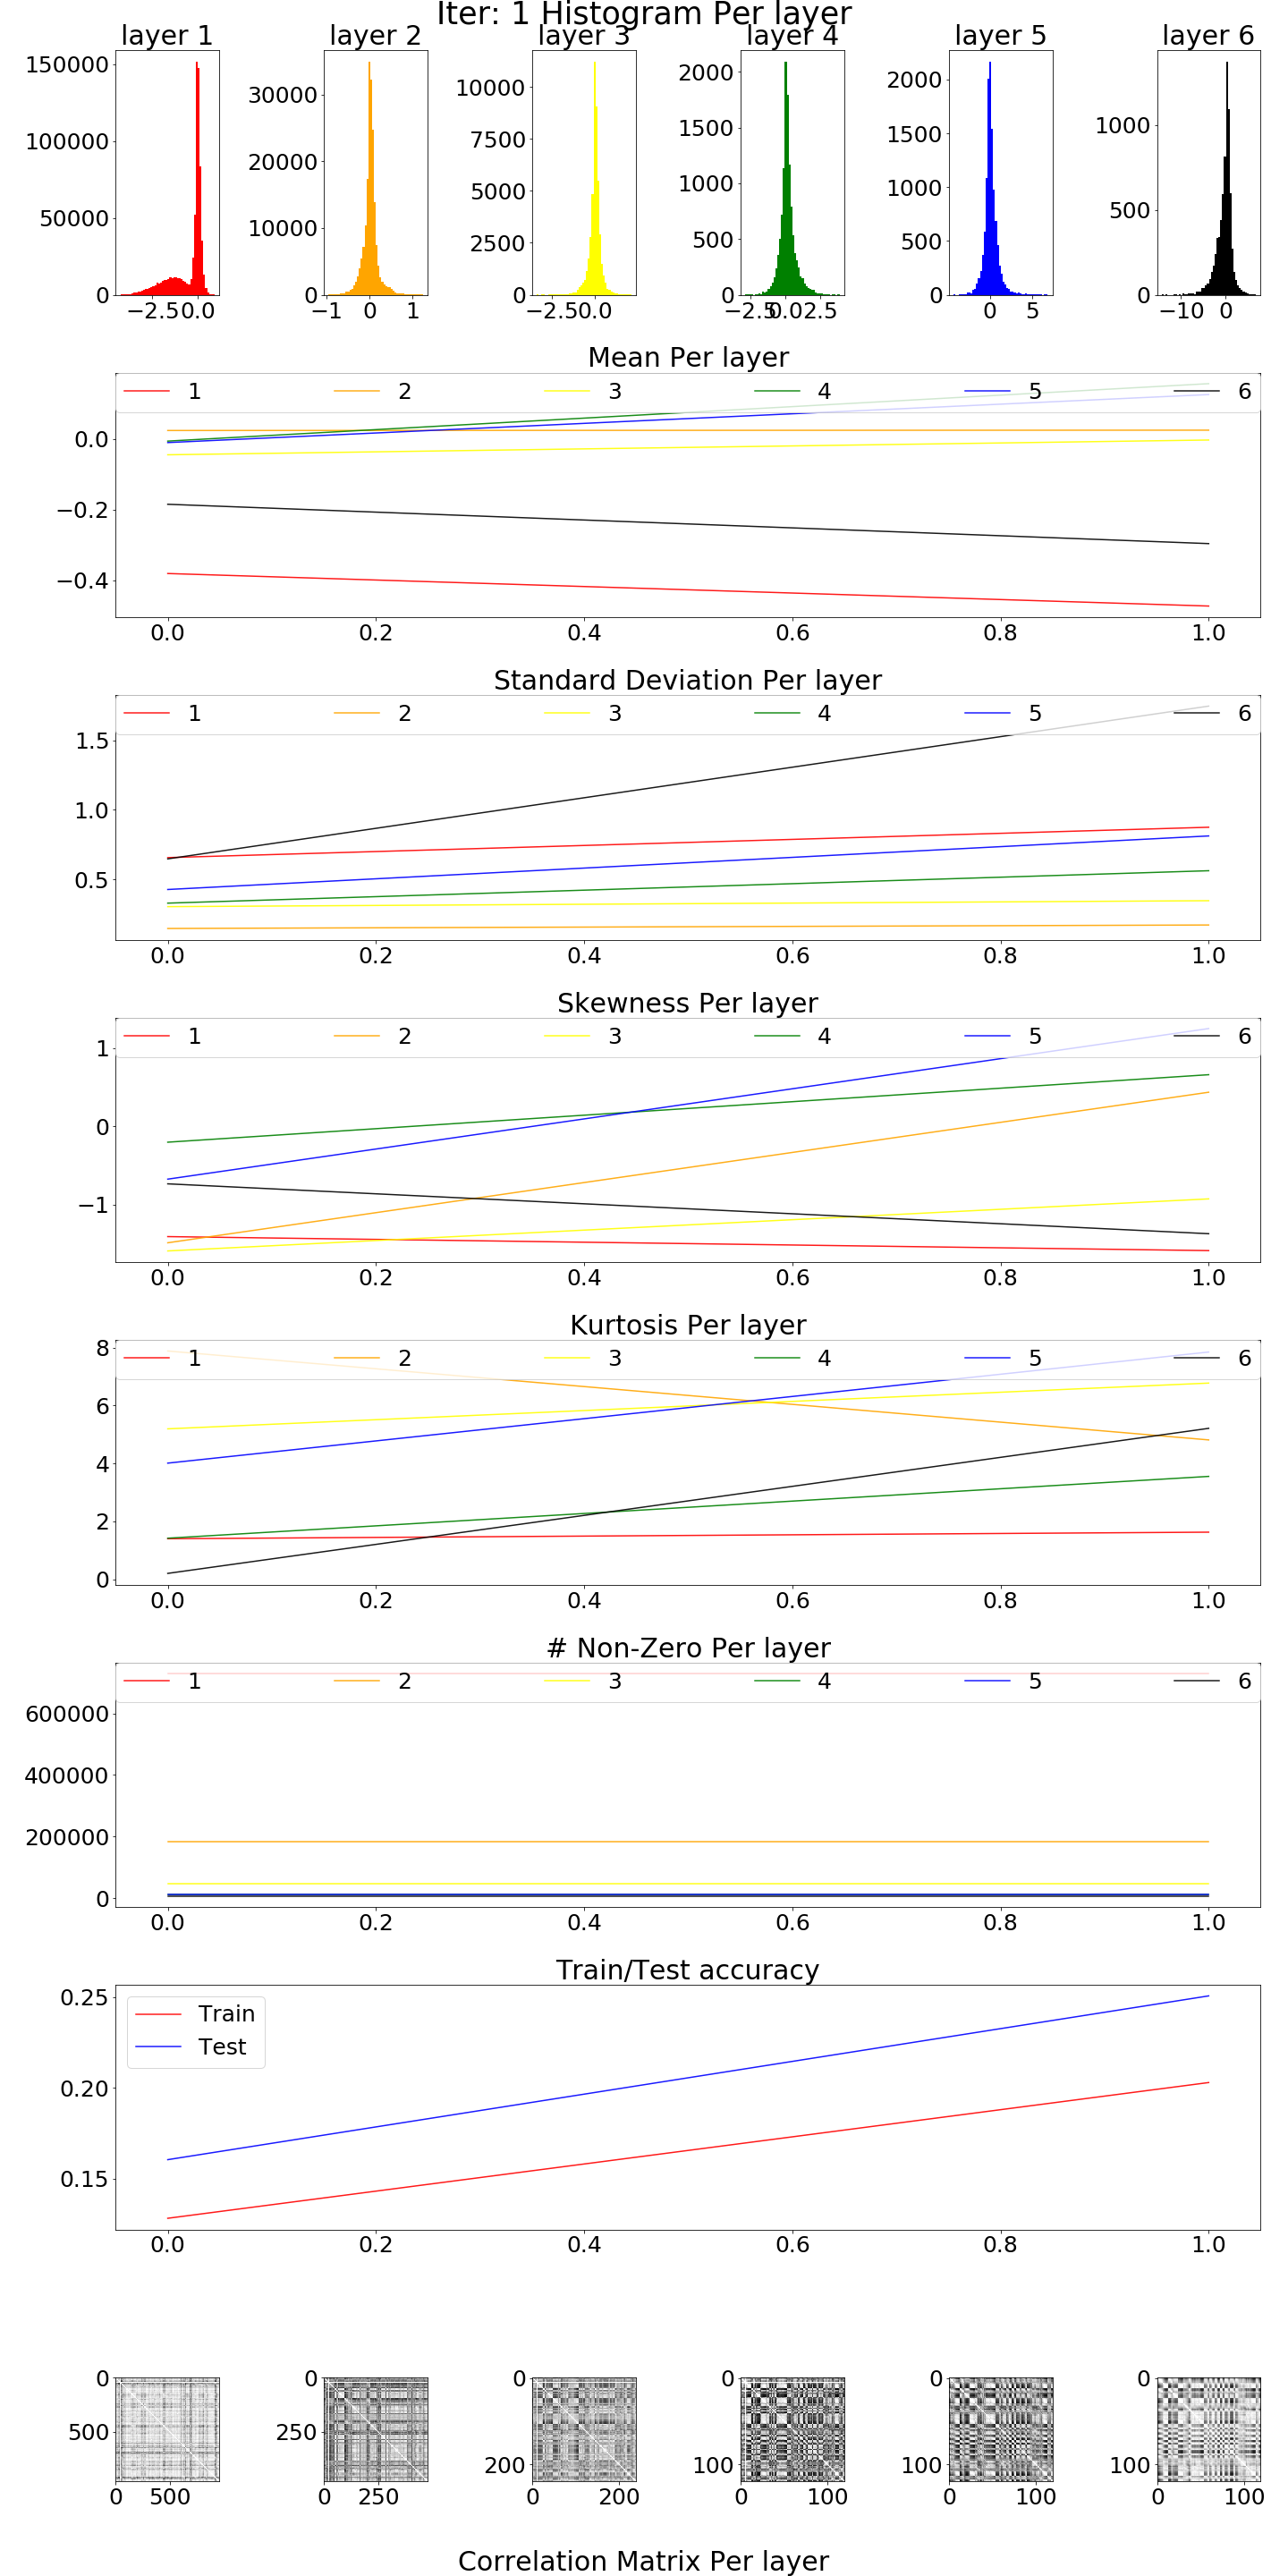 Iter: 1 Histogram Per layer
layer 1 layer 2 layer 3 layer 4 layer 5 layer 6
150000
100000
50000
0
−2.5 0.0
30000
20000
10000
0
−1 0 1
10000
7500
5000
2500
0
−2.5 0.0
2000
1500
1000
500
0
−2.5 0.0 2.5
2000
1500
1000
500
0
0 5
1000
500
0
−10 0
Mean Per layer
1 2 3 4 5 6
0.0
−0.2
−0.4
0.0 0.2 0.4 0.6 0.8 1.0
Standard Deviation Per layer
1 2 3 4 5 6
1.5
1.0
0.5
0.0 0.2 0.4 0.6 0.8 1.0
Skewness Per layer
1 2 3 4 5 6
1
0
−1
0.0 0.2 0.4 0.6 0.8 1.0
Kurtosis Per layer
1 2 3 4 5 6
8
6
4
2
0
0.0 0.2 0.4 0.6 0.8 1.0
# Non-Zero Per layer
1 2 3 4 5 6
600000
400000
200000
0
0.0 0.2 0.4 0.6 0.8 1.0
Train/Test accuracy
Train
Test
0.25
0.20
0.15
0.0 0.2 0.4 0.6 0.8 1.0
0
500
0 500
0
250
0 250
0
200
0 200
0
100
0 100
0
100
0 100
0
100
0 100
Correlation Matrix Per layer